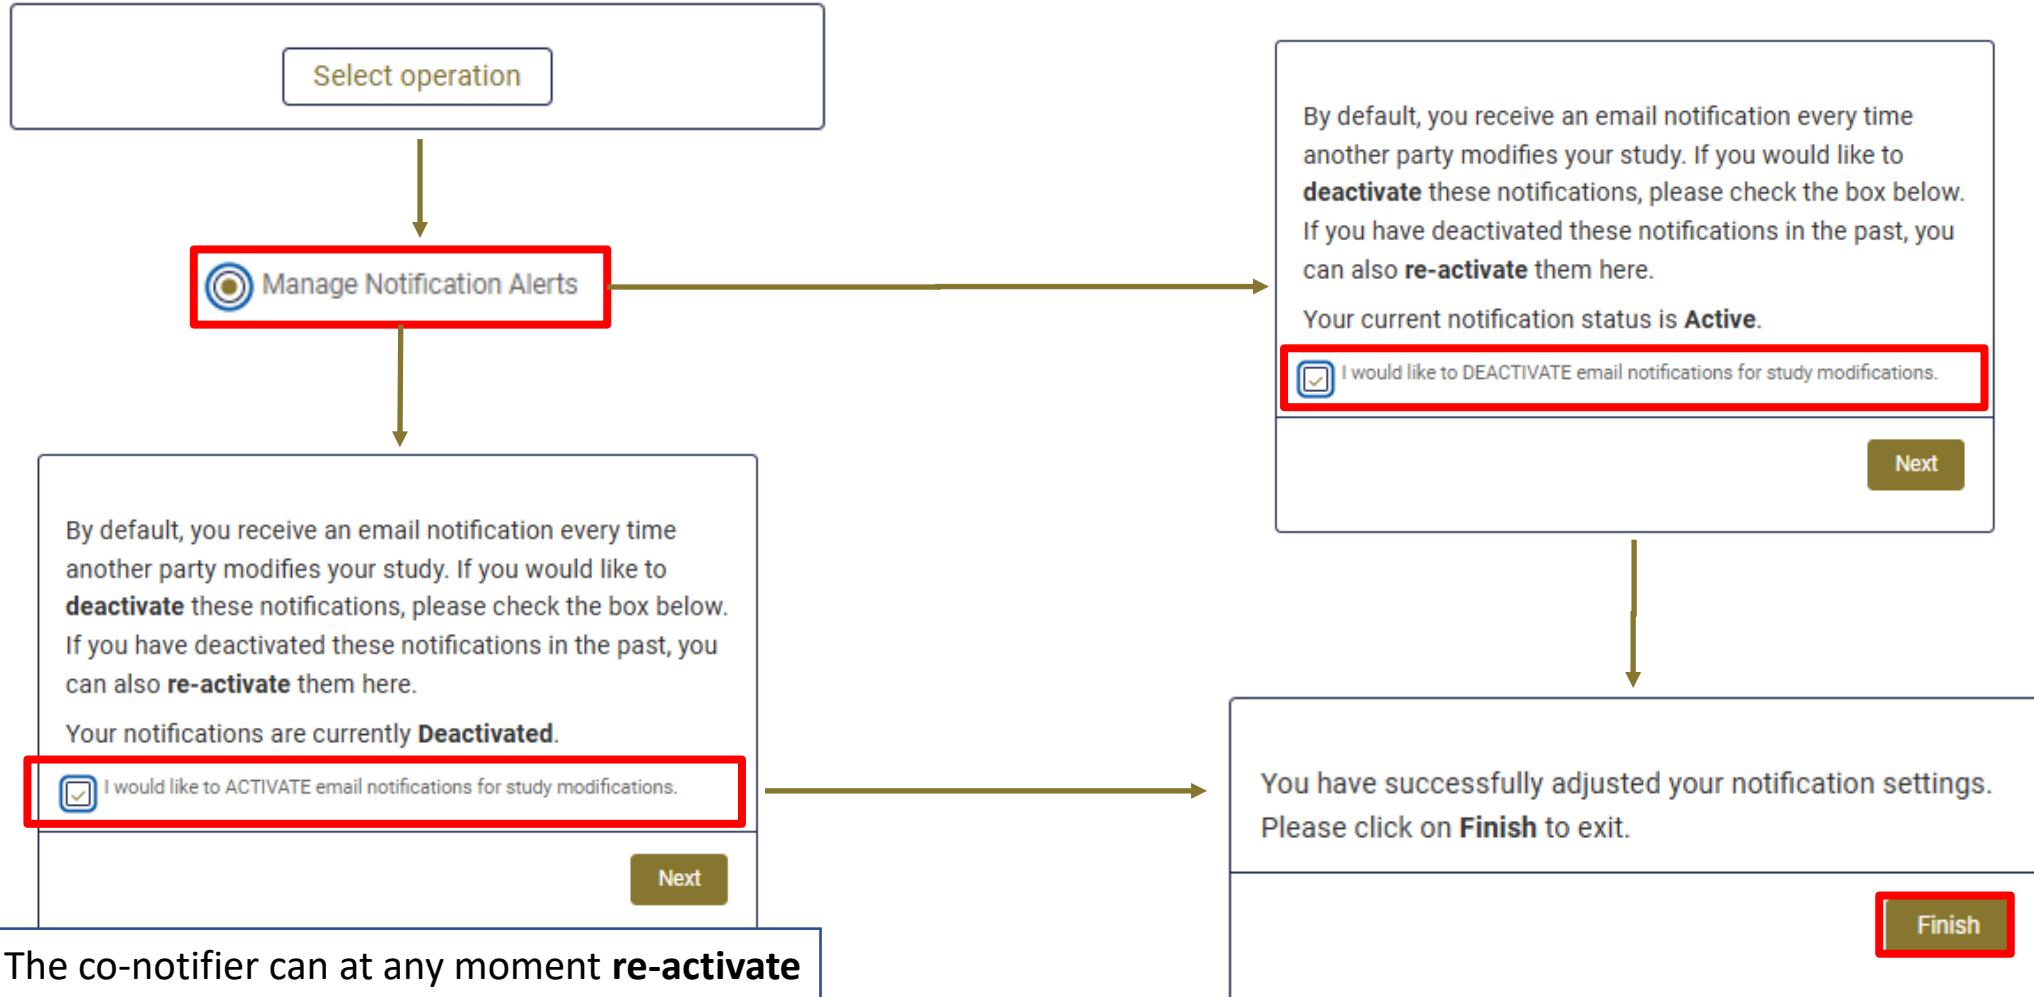 Select operation
Manage Notification Alerts
By default, you receive an email notification every time
another party modifies your study. If you would like to
deactivate these notifications, please check the box below.
If you have deactivated these notifications in the past, you
can also re-activate them here.
Your current notification status is Active.
I would like to DEACTIVATE email notifications for study modifications.
Next
By default, you receive an email notification every time
another party modifies your study. If you would like to
deactivate these notifications, please check the box below.
If you have deactivated these notifications in the past, you
can also re-activate them here.
Your notifications are currently Deactivated.
I would like to ACTIVATE email notifications for study modifications.
Next
You have successfully adjusted your notification settings.
Please click on Finish to exit.
Finish
The co-notifier can at any moment re-activate